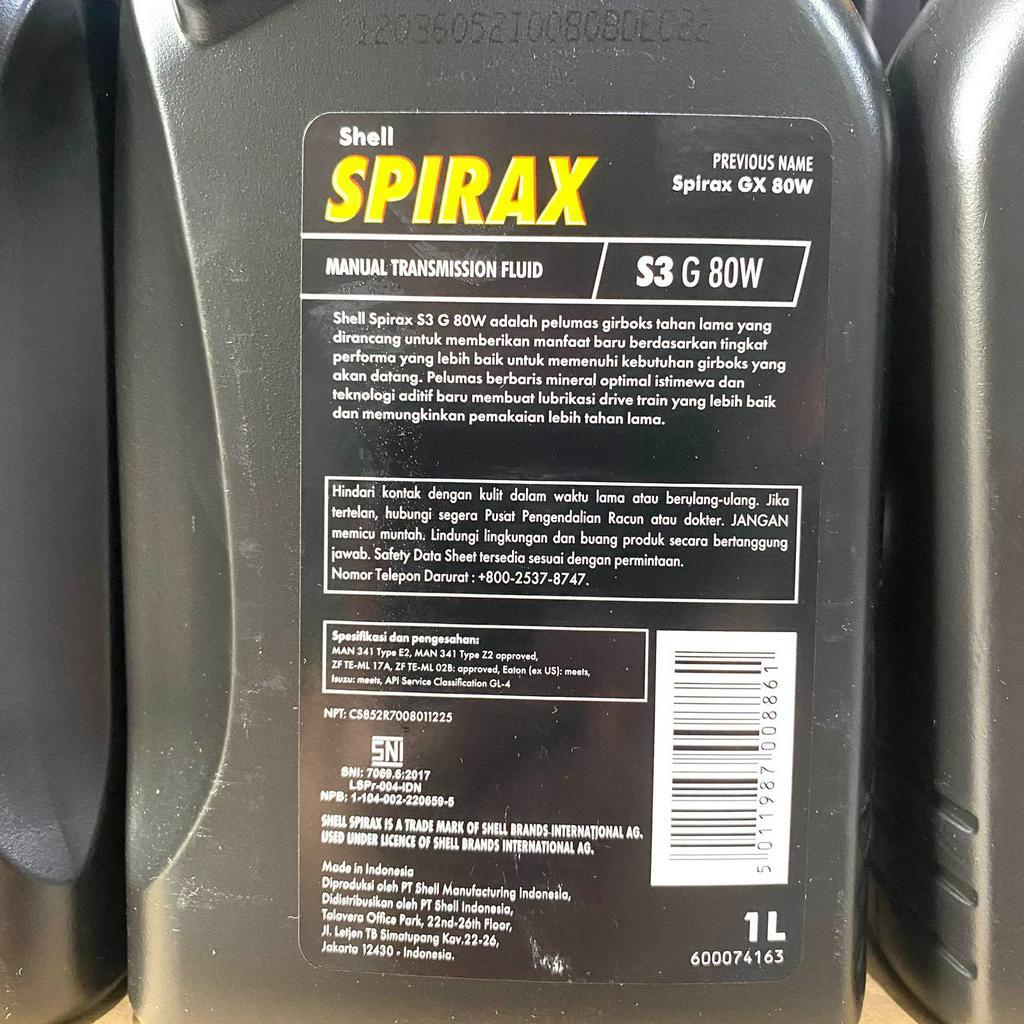 120360521008080DEC22
Shell
SPIRAX
PREVIOUS NAME
Spirax GX 80W
MANUAL TRANSMISSION FLUID
S3 G 80W
Shell Spirax S3 G 80W adalah pelumas girboks tahan lama yang
dirancang untuk memberikan manfaat baru berdasarkan tingkat
performa yang lebih baik untuk memenuhi kebutuhan girboks yang
akan datang. Pelumas berbaris mineral optimal istimewa dan
teknologi aditif baru membuat lubrikasi drive train yang lebih baik
dan memungkinkan pemakaian lebih tahan lama.
Hindari kontak dengan kulit dalam waktu lama atau berulang-ulang. Jika
tertelan, hubungi segera Pusat Pengendalian Racun atau dokter. JANGAN
memicu muntah. Lindungi lingkungan dan buang produk secara bertanggung
jawab. Safety Data Sheet tersedia sesuai dengan permintaan.
Nomor Telepon Darurat : +800-2537-8747.
Spesifikasi dan pengesahan:
MAN 341 Type E2, MAN 341 Type Z2 approved,
ZF TE-ML 17A, ZF TE-ML 02B: approved, Eaton (ex US): meets,
Isuzu: meets, API Service Classification GL-4
NPT: CS852R7008011225
SNI
SNI: 7069.6:2017
LSPr-004-IDN
NPB: 1-104-002-220659-5
SHELL SPIRAX IS A TRADE MARK OF SHELL BRANDS INTERNATIONAL AG.
USED UNDER LICENCE OF SHELL BRANDS INTERNATIONAL AG.
Made in Indonesia
Diproduksi oleh PT Shell Manufacturing Indonesia,
Didistribusikan oleh PT Shell Indonesia,
Talavera Office Park, 22nd-26th Floor,
Jl. Letjen TB Simatupang Kav.22-26,
Jakarta 12430 - Indonesia.
5 011987 008861
1L
600074163